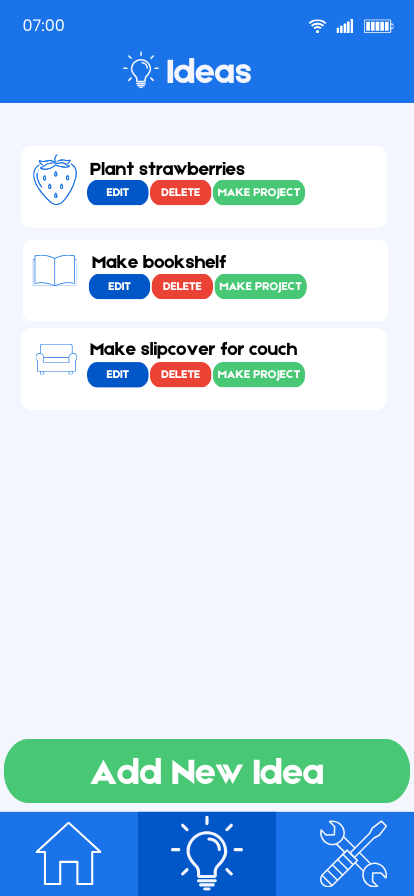 07:00
Ideas
Plant strawberries
EDIT DELETE MAKE PROJECT
Make bookshelf
EDIT DELETE MAKE PROJECT
Make slipcover for couch
EDIT DELETE MAKE PROJECT
Add New Idea